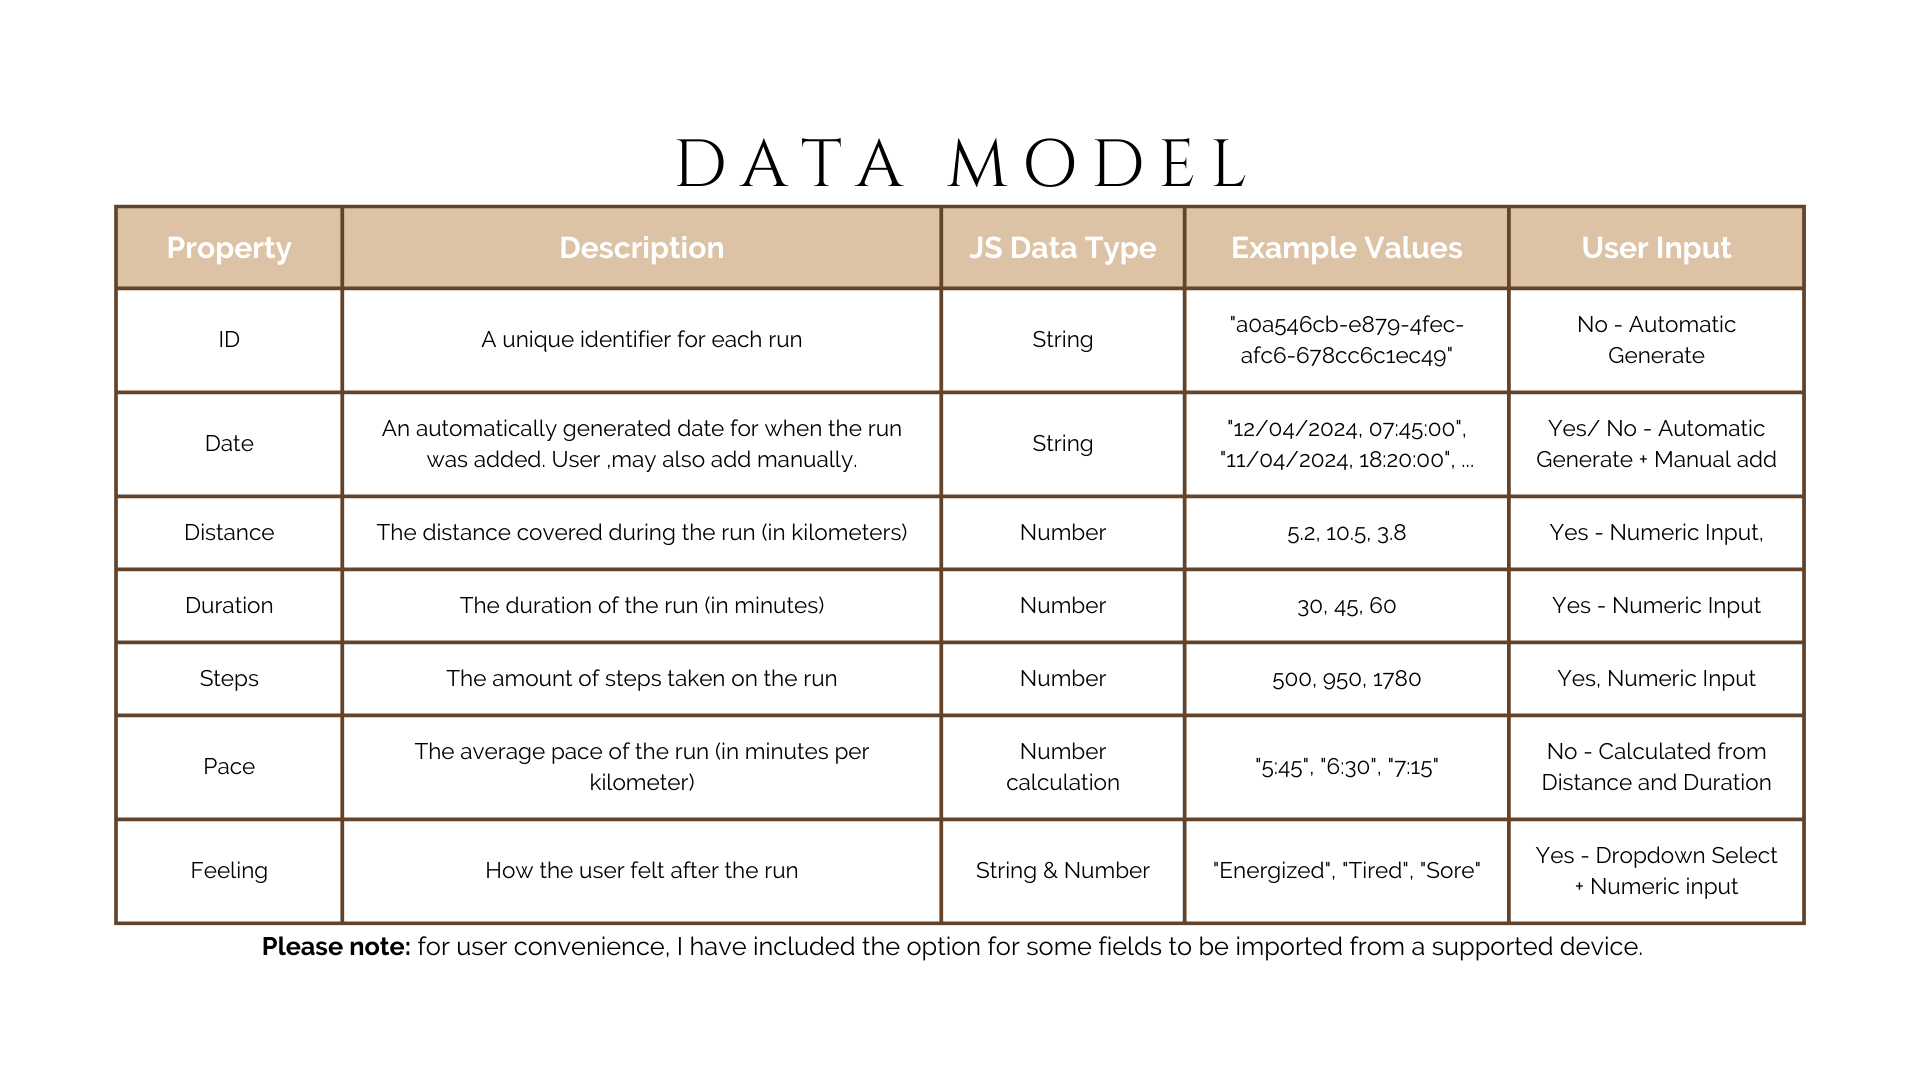 DATA MODEL
Property Description JS Data Type Example Values User Input
ID A unique identifier for each run String "a0a546cb-e879-4fec-
afc6-678cc6c1ec49" No - Automatic
Generate
Date An automatically generated date for when the run
was added. User ,may also add manually. String "12/04/2024, 07:45:00",
"11/04/2024, 18:20:00", ... Yes/ No - Automatic
Generate + Manual add
Distance The distance covered during the run (in kilometers) Number 5.2, 10.5, 3.8 Yes - Numeric Input,
Duration The duration of the run (in minutes) Number 30, 45, 60 Yes - Numeric Input
Steps The amount of steps taken on the run Number 500, 950, 1780 Yes, Numeric Input
Pace The average pace of the run (in minutes per
kilometer) Number
calculation "5:45", "6:30", "7:15" No - Calculated from
Distance and Duration
Feeling How the user felt after the run String & Number "Energized", "Tired", "Sore" Yes - Dropdown Select
+ Numeric input
Please note: for user convenience, I have included the option for some fields to be imported from a supported device.